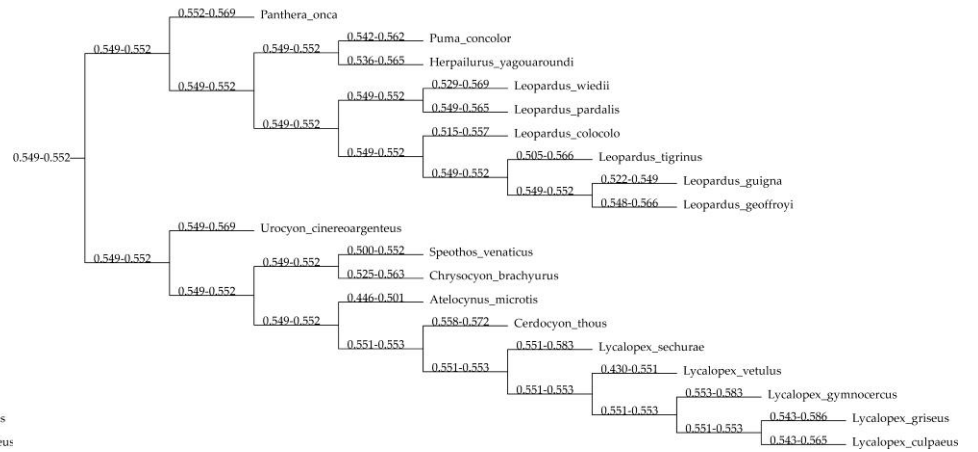 0.552-0.569 Panthera_onca
0.542-0.562 Puma_concolor
0.549-0.552 0.549-0.552
0.536-0.565 Herpailurus_yagouaroundi
0.529-0.569 Leopardus_wiedii
0.549-0.552 0.549-0.552
0.549-0.565 Leopardus_pardalis
0.549-0.552
0.515-0.557 Leopardus_colocolo
0.549-0.552
0.549-0.552
0.505-0.566 Leopardus_tigrinus
0.549-0.552
0.522-0.549 Leopardus_guigna
0.549-0.552
0.548-0.566 Leopardus_geoffroyi
0.549-0.569 Urocyon_cinereoargenteus
0.500-0.552 Speothos_venaticus
0.549-0.552 0.549-0.552
0.525-0.563 Chrysocyon_brachyurus
0.549-0.552
0.446-0.501 Atelocynus_microtis
0.549-0.552
0.558-0.572 Cerdocyon_thous
0.551-0.553
0.551-0.583 Lycalopex_sechurae
0.551-0.553
0.430-0.551 Lycalopex_vetulus
0.551-0.553
0.553-0.583 Lycalopex_gymnocercus
0.551-0.553
0.543-0.586 Lycalopex_griseus
s
0.551-0.553
0.543-0.565 Lycalopex_culpaeus
eus